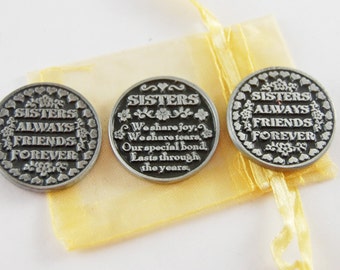 SISTERS
ALWAYS
FRIENDS
FOREVER
SISTERS
We share joy,
We share tears,
Our special bond,
Lasts through
the years.
SISTERS
ALWAYS
FRIENDS
FOREVER